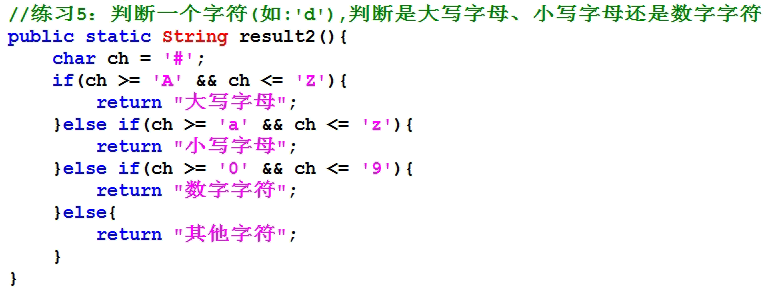 //练习5：判断一个字符(如:'d'),判断是大写字母、小写字母还是数字字符
public static String result2(){
    char ch = '#';
    if(ch >= 'A' && ch <= 'Z'){
        return "大写字母";
    }else if(ch >= 'a' && ch <= 'z'){
        return "小写字母";
    }else if(ch >= '0' && ch <= '9'){
        return "数字字符";
    }else{
        return "其他字符";
    }
}